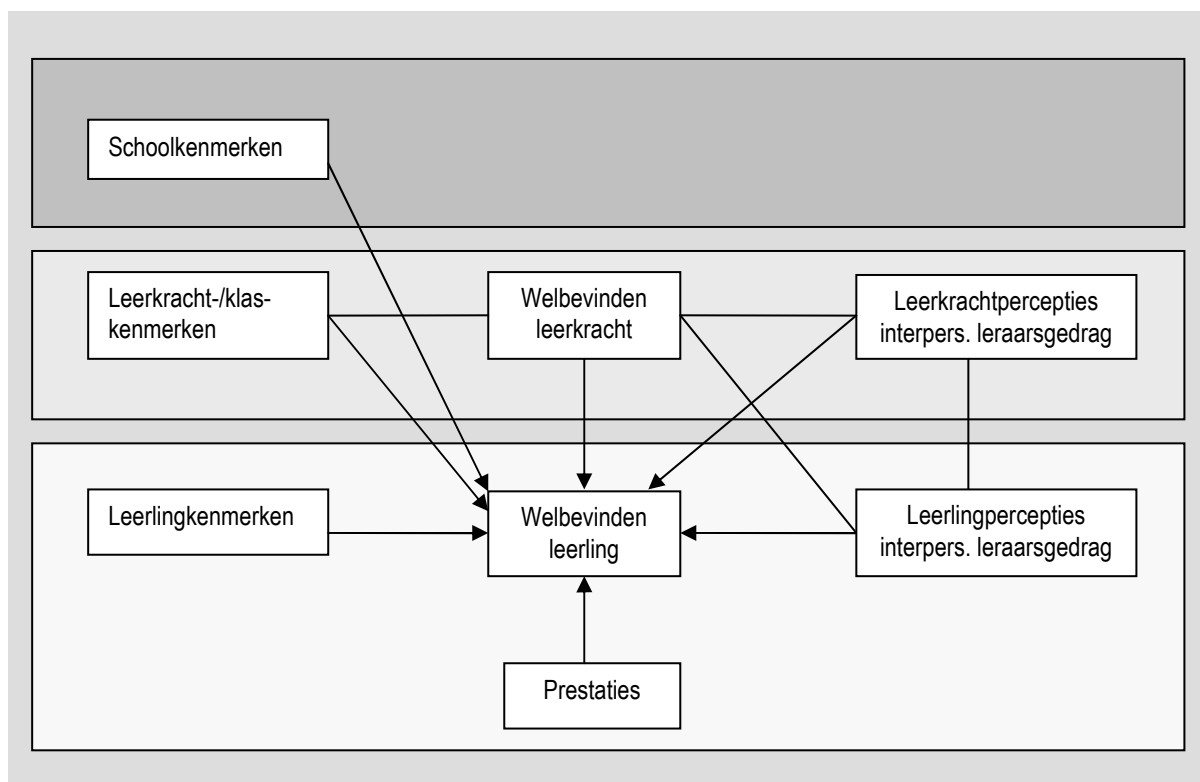 Schoolkenmerken
Leerkracht-/klas-
kenmerken
Welbevinden
leerkracht
Leerkrachtpercepties
interpers. leraarsgedrag
Leerlingkenmerken
Welbevinden
leerling
Leerlingpercepties
interpers. leraarsgedrag
Prestaties